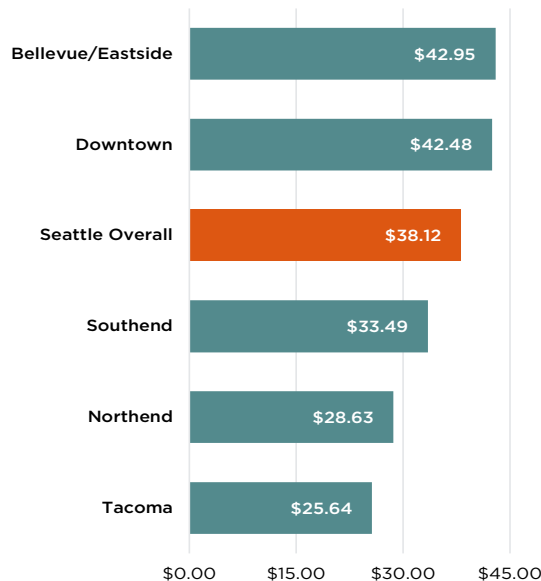 Bellevue/Eastside $42.95
Downtown $42.48
Seattle Overall $38.12
Southend $33.49
Northend $28.63
Tacoma $25.64
$0.00 $15.00 $30.00 $45.00